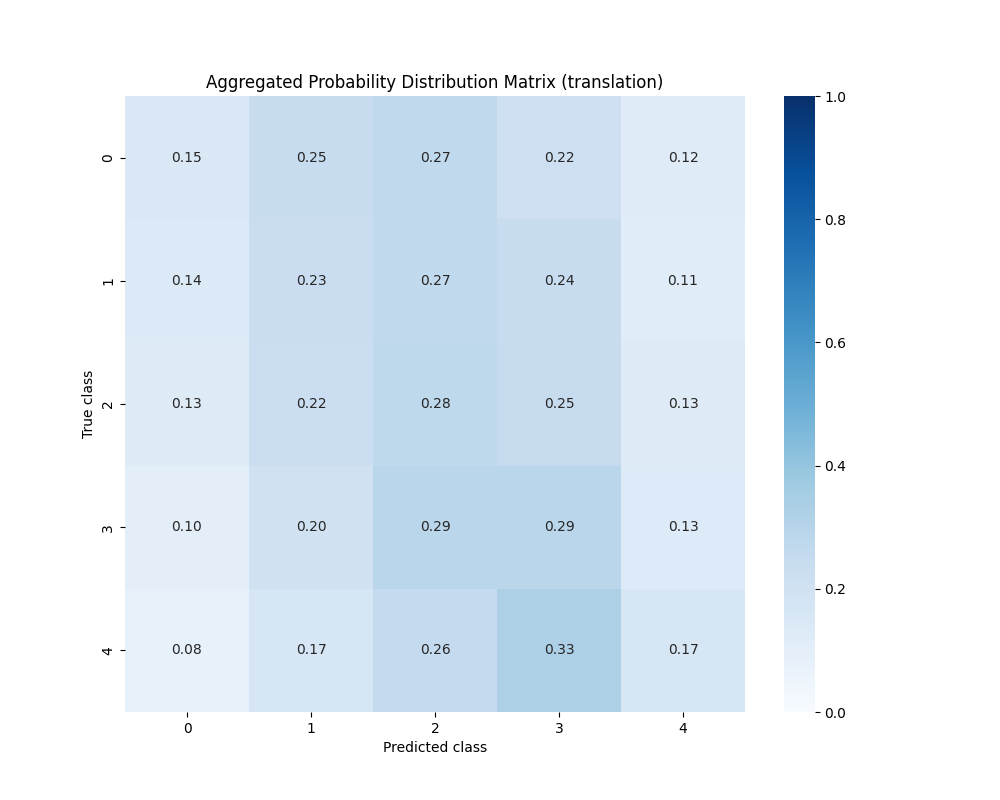 Aggregated Probability Distribution Matrix (translation)
1.0
0 0.15 0.25 0.27 0.22 0.12
0.8
1 0.14 0.23 0.27 0.24 0.11
0.6
True class
2 0.13 0.22 0.28 0.25 0.13
0.4
3 0.10 0.20 0.29 0.29 0.13
0.2
4 0.08 0.17 0.26 0.33 0.17
0.0
0 1 2 3 4
Predicted class